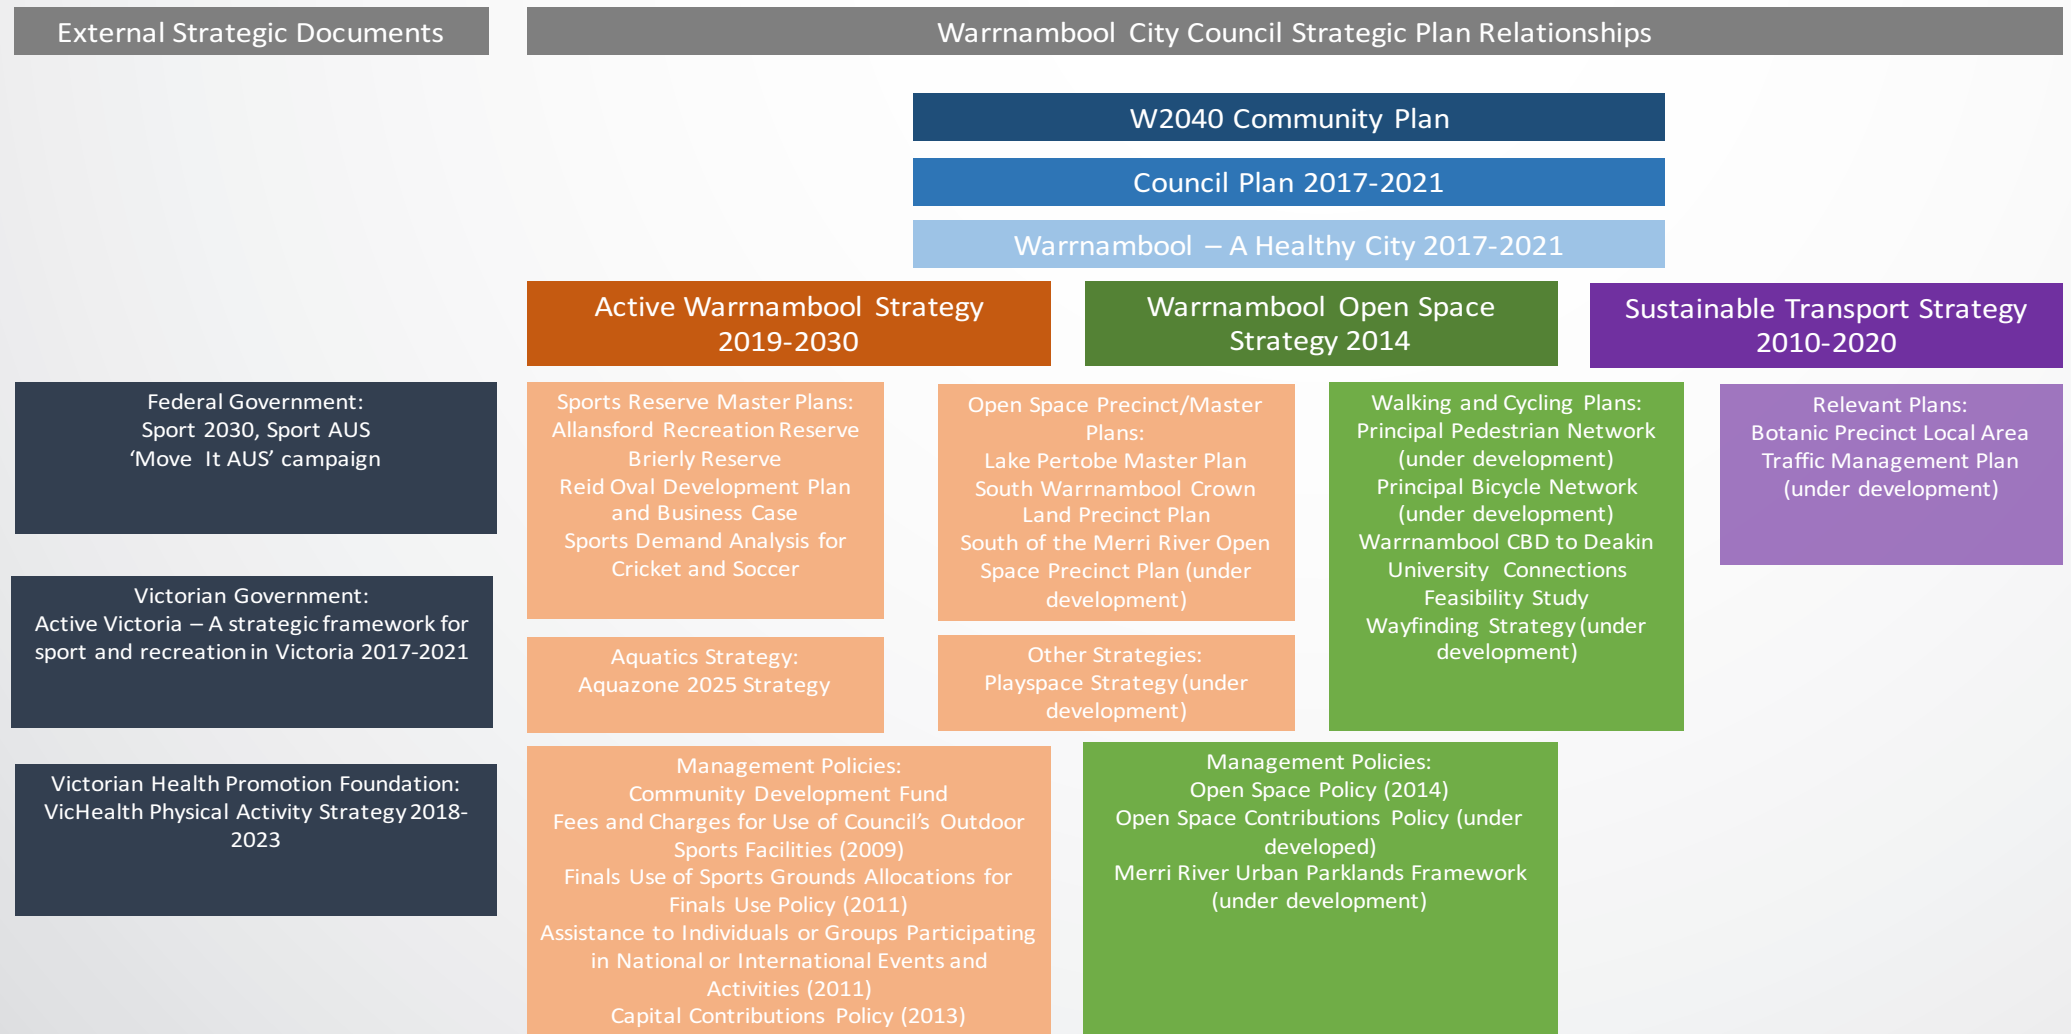 External Strategic Documents
Warrnambool City Council Strategic Plan Relationships
W2040 Community Plan
Council Plan 2017-2021
Warrnambool – A Healthy City 2017-2021
Active Warrnambool Strategy
2019-2030
Warrnambool Open Space
Strategy 2014
Sustainable Transport Strategy
2010-2020
Federal Government:
Sport 2030, Sport AUS
‘Move It AUS’ campaign
Victorian Government:
Active Victoria – A strategic framework for
sport and recreation in Victoria 2017-2021
Victorian Health Promotion Foundation:
VicHealth Physical Activity Strategy 2018-
2023
Sports Reserve Master Plans:
Allansford Recreation Reserve
Brierly Reserve
Reid Oval Development Plan
and Business Case
Sports Demand Analysis for
Cricket and Soccer
Aquatics Strategy:
Aquazone 2025 Strategy
Open Space Precinct/Master
Plans:
Lake Pertobe Master Plan
South Warrnambool Crown
Land Precinct Plan
South of the Merri River Open
Space Precinct Plan (under
development)
Other Strategies:
Playspace Strategy (under
development)
Walking and Cycling Plans:
Principal Pedestrian Network
(under development)
Principal Bicycle Network
(under development)
Warrnambool CBD to Deakin
University Connections
Feasibility Study
Wayfinding Strategy (under
development)
Relevant Plans:
Botanic Precinct Local Area
Traffic Management Plan
(under development)
Management Policies:
Community Development Fund
Fees and Charges for Use of Council’s Outdoor
Sports Facilities (2009)
Finals Use of Sports Grounds Allocations for
Finals Use Policy (2011)
Assistance to Individuals or Groups Participating
in National or International Events and
Activities (2011)
Capital Contributions Policy (2013)
Management Policies:
Open Space Policy (2014)
Open Space Contributions Policy (under
developed)
Merri River Urban Parklands Framework
(under development)